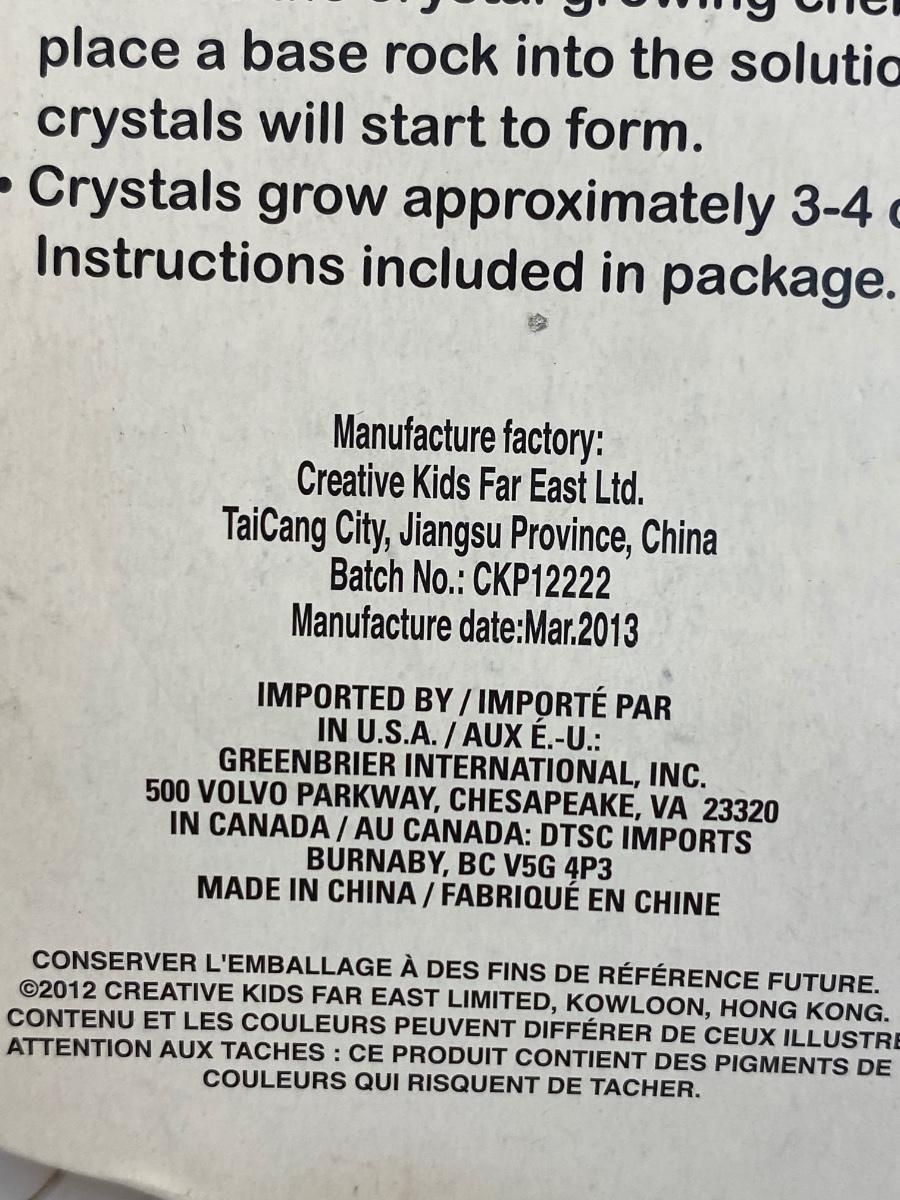 crystal growing
place a base rock into the
crystals will start to form.
• Crystals grow approximately 3-4
Instructions included in package.
Manufacture factory:
Creative Kids Far East Ltd.
TaiCang City, Jiangsu Province, China
Batch No.: CKP12222
Manufacture date:Mar.2013
IMPORTED BY / IMPORTÉ PAR
IN U.S.A. / AUX É.-U.:
GREENBRIER INTERNATIONAL, INC.
500 VOLVO PARKWAY, CHESAPEAKE, VA 23320
IN CANADA / AU CANADA: DTSC IMPORTS
BURNABY, BC V5G 4P3
MADE IN CHINA / FABRIQUÉ EN CHINE
CONSERVER L'EMBALLAGE À DES FINS DE RÉFÉRENCE FUTURE.
©2012 CREATIVE KIDS FAR EAST LIMITED, KOWLOON, HONG KONG.
CONTENU ET LES COULEURS PEUVENT DIFFÉRER DE CEUX
ATTENTION AUX TACHES : CE PRODUIT CONTIENT DES PIGMENTS DE
COULEURS QUI RISQUENT DE TACHER.